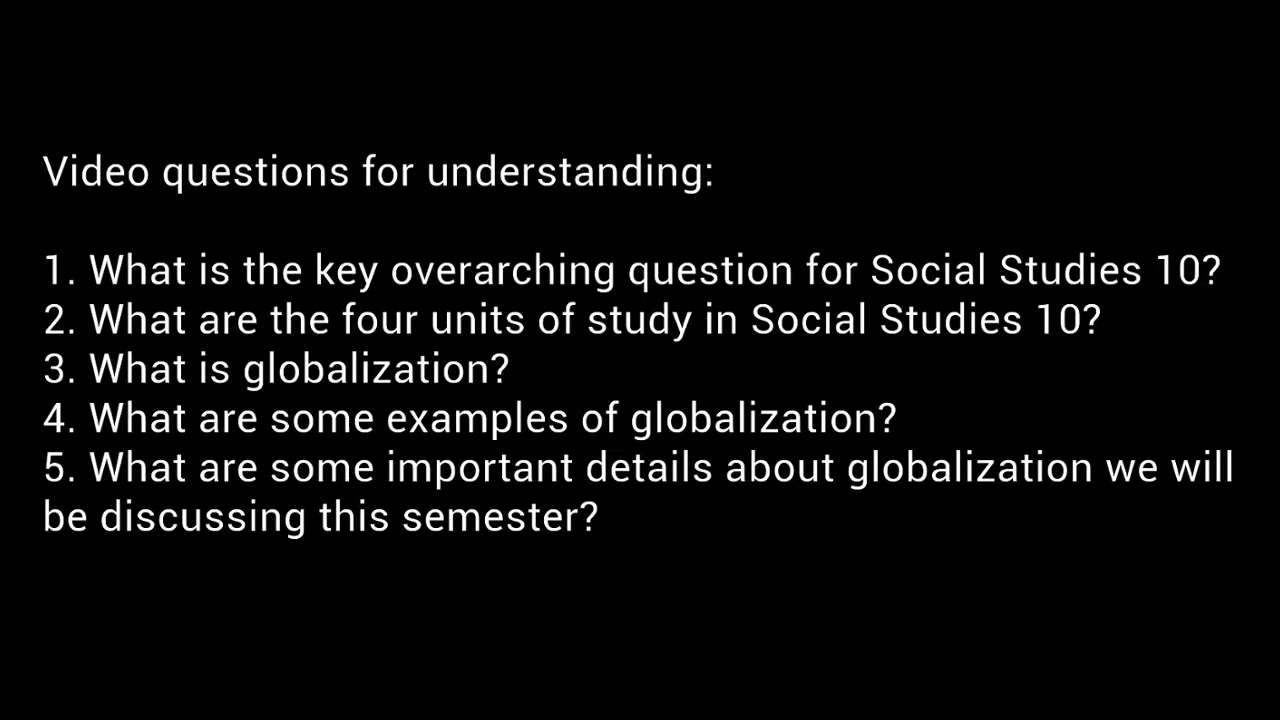 Video questions for understanding:
1. What is the key overarching question for Social Studies 10?
2. What are the four units of study in Social Studies 10?
3. What is globalization?
4. What are some examples of globalization?
5. What are some important details about globalization we will
be discussing this semester?